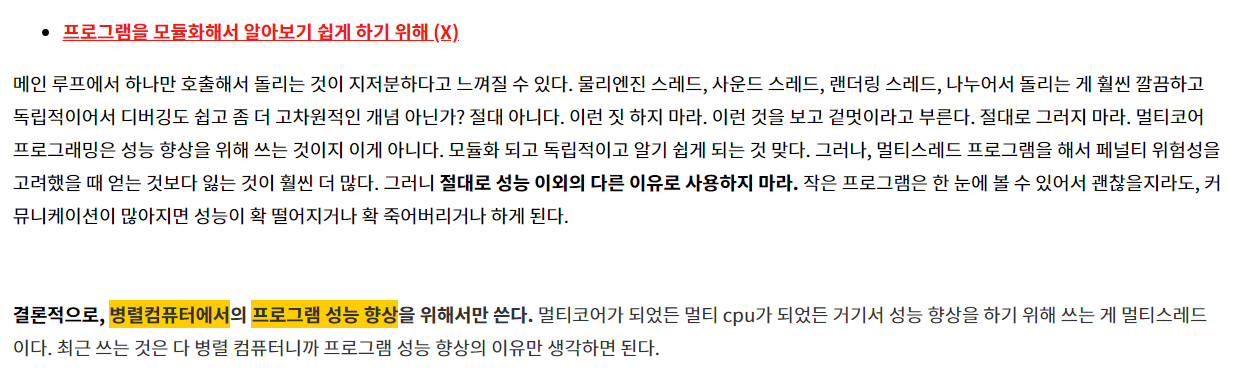 프로그램을 모듈화해서 알아보기 쉽게 하기 위해 (X)
메인 루프에서 하나만 호출해서 돌리는 것이 지저분하다고 느껴질 수 있다. 물리엔진 스레드, 사운드 스레드, 랜더링 스레드, 나누어서 돌리는 게 훨씬 깔끔하고
독립적이어서 디버깅도 쉽고 좀 더 고차원적인 개념 아닌가? 절대 아니다. 이런 짓 하지 마라. 이런 것을 보고 겉멋이라고 부른다. 절대로 그러지 마라. 멀티코어
프로그래밍은 성능 향상을 위해 쓰는 것이지 이게 아니다. 모듈화 되고 독립적이고 알기 쉽게 되는 것 맞다. 그러나, 멀티스레드 프로그램을 해서 페널티 위험성을
고려했을 때 얻는 것보다 잃는 것이 훨씬 더 많다. 그러니 절대로 성능 이외의 다른 이유로 사용하지 마라. 작은 프로그램은 한 눈에 볼 수 있어서 괜찮을지라도, 커
뮤니케이션이 많아지면 성능이 확 떨어지거나 확 죽어버리거나 하게 된다.
결론적으로, 병렬컴퓨터에서의 프로그램 성능 향상을 위해서만 쓴다. 멀티코어가 되었든 멀티 cpu가 되었든 거기서 성능 향상을 하기 위해 쓰는 게 멀티스레드
이다. 최근 쓰는 것은 다 병렬 컴퓨터니까 프로그램 성능 향상의 이유만 생각하면 된다.